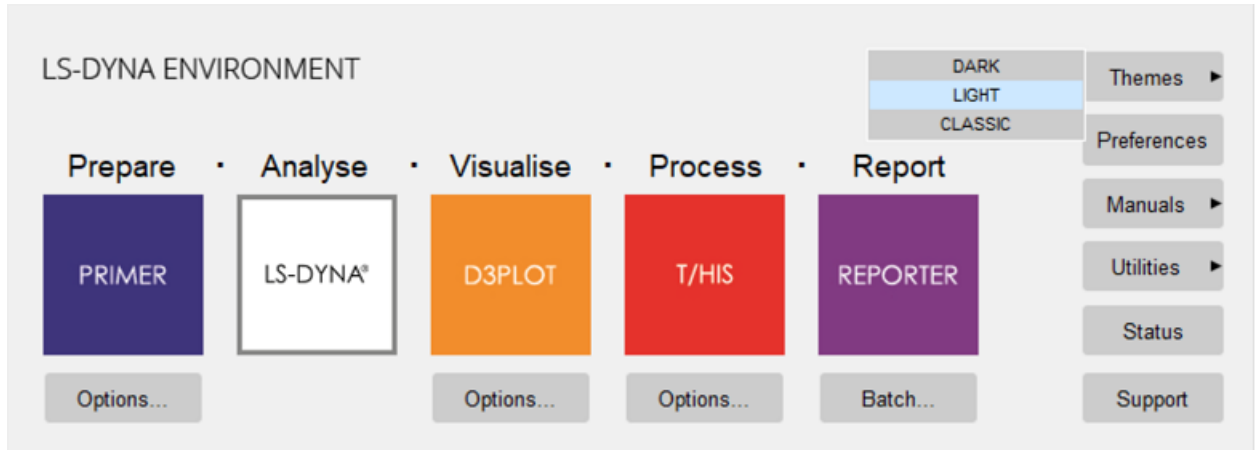 LS-DYNA ENVIRONMENT
DARK
LIGHT
CLASSIC
Themes
Preferences
Manuals
Utilities
Status
Support
Prepare · Analyse · Visualise · Process · Report
PRIMER
LS-DYNA®
D3PLOT
T/HIS
REPORTER
Options...
Options...
Options...
Batch...